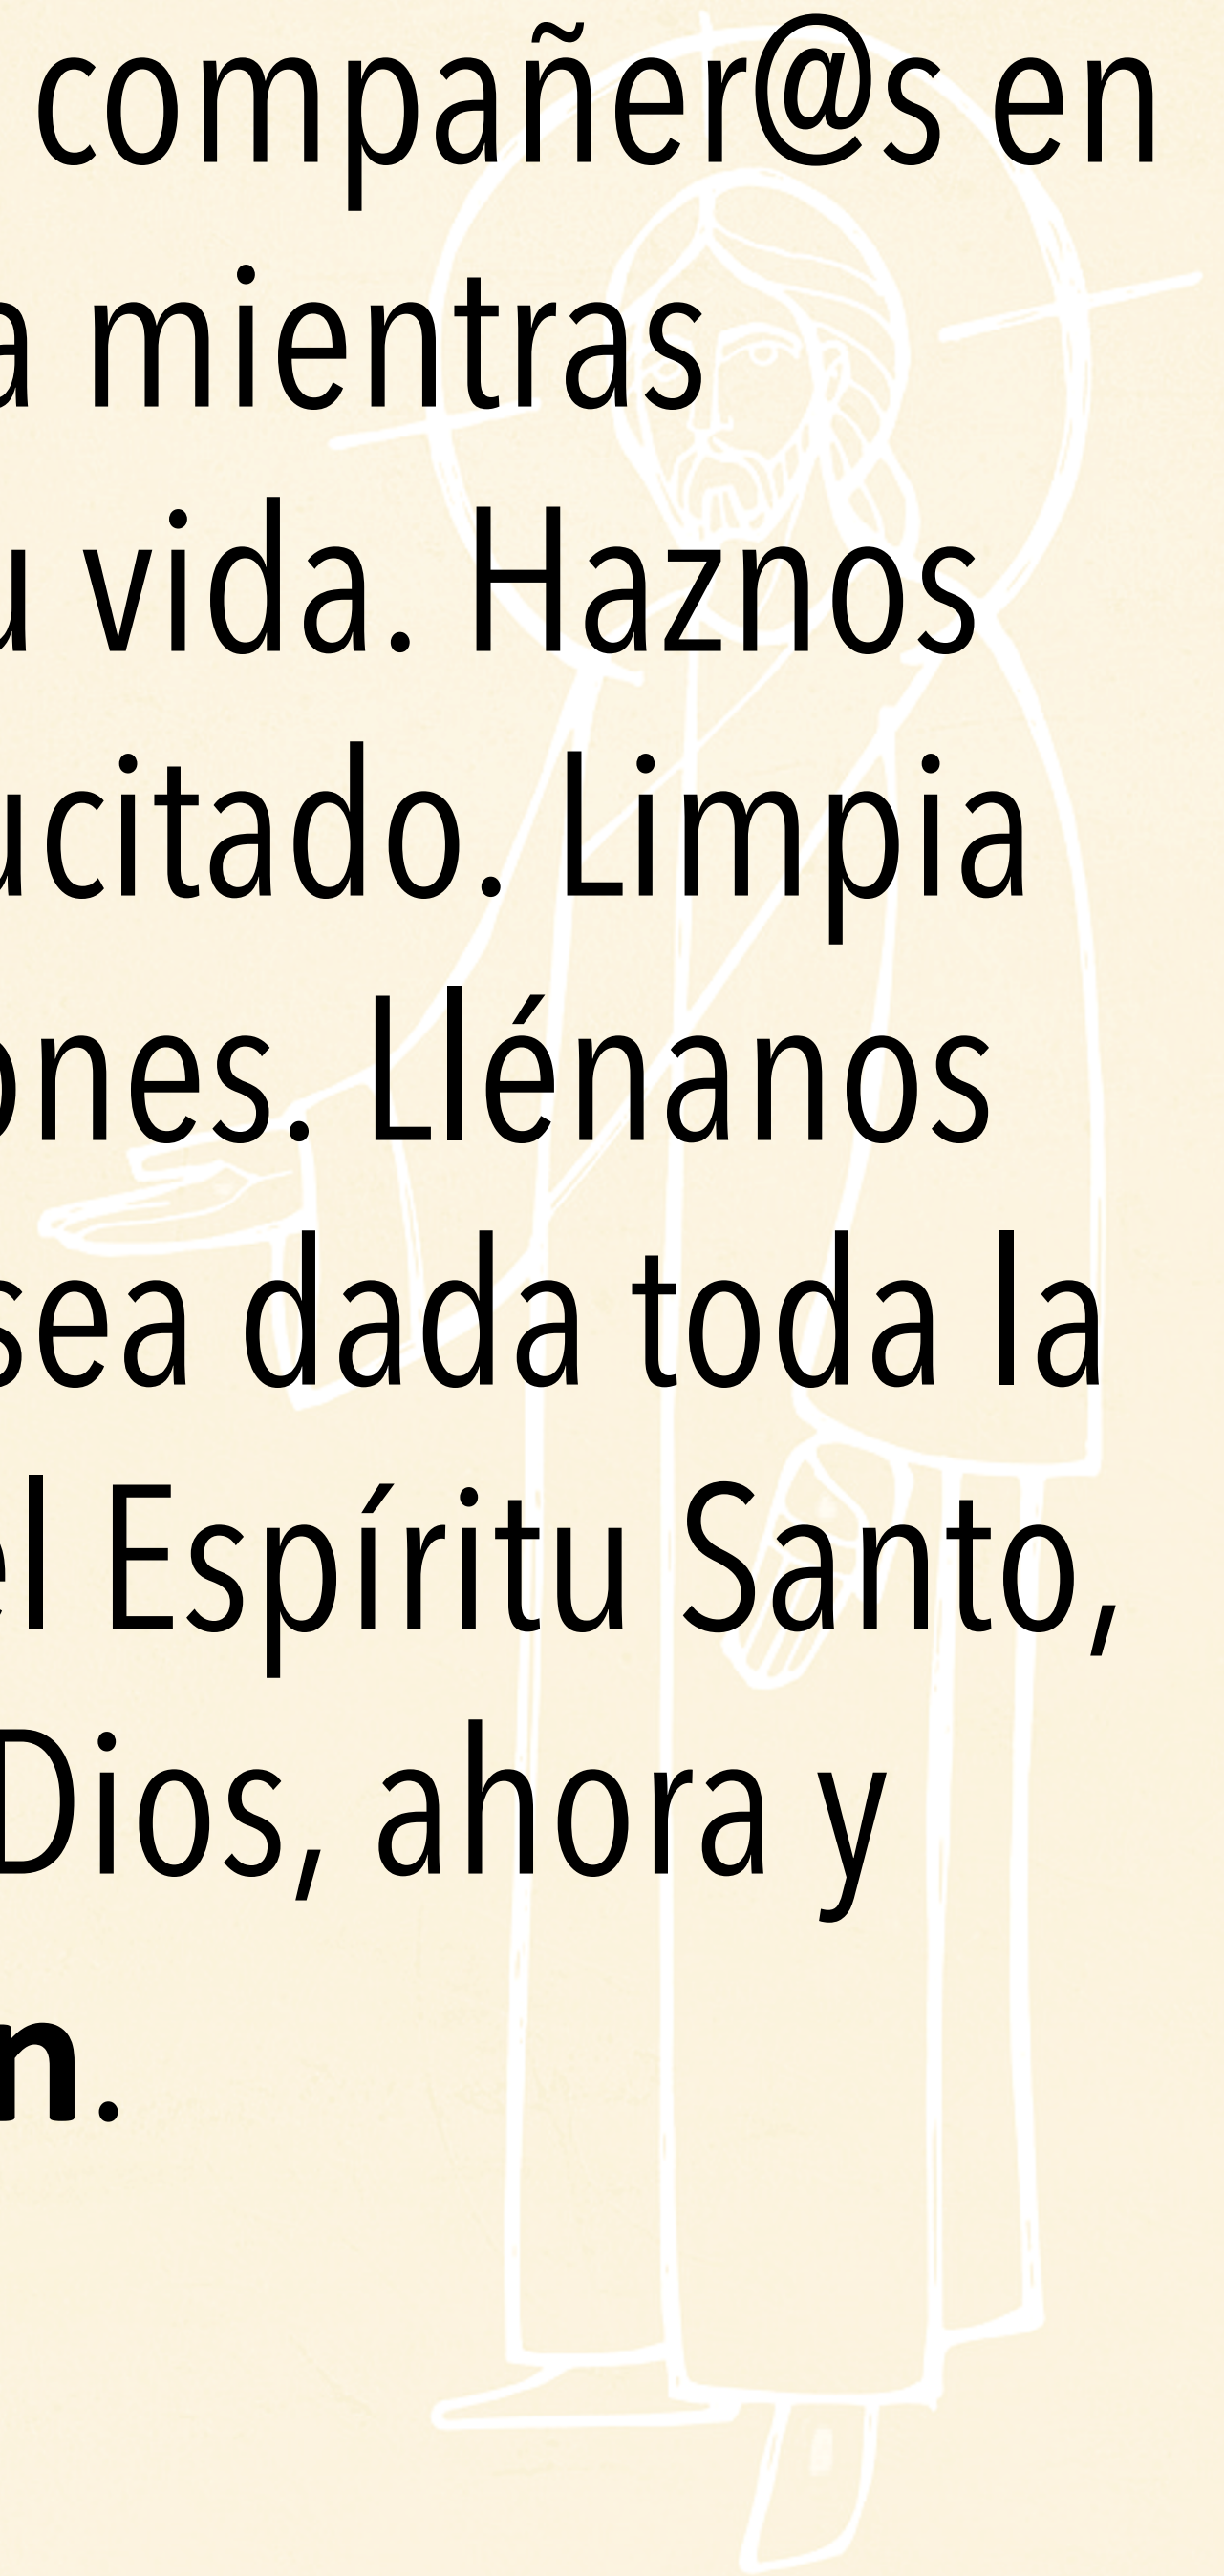 compañer@s en
a mientras
u vida. Haznos
ucitado. Limpia
ones. Llénanos
sea dada toda la
el Espíritu Santo,
Dios, ahora y
n.